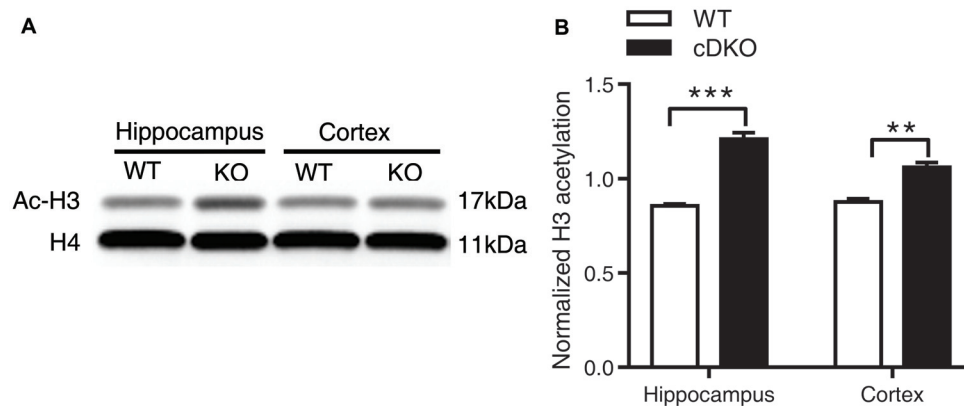 A
Hippocampus Cortex
WT KO WT KO
Ac-H3 17kDa
H4 11kDa
B
WT
cDKO
Normalized H3 acetylation
1.5
1.0
0.5
0.0
***
**
Hippocampus Cortex